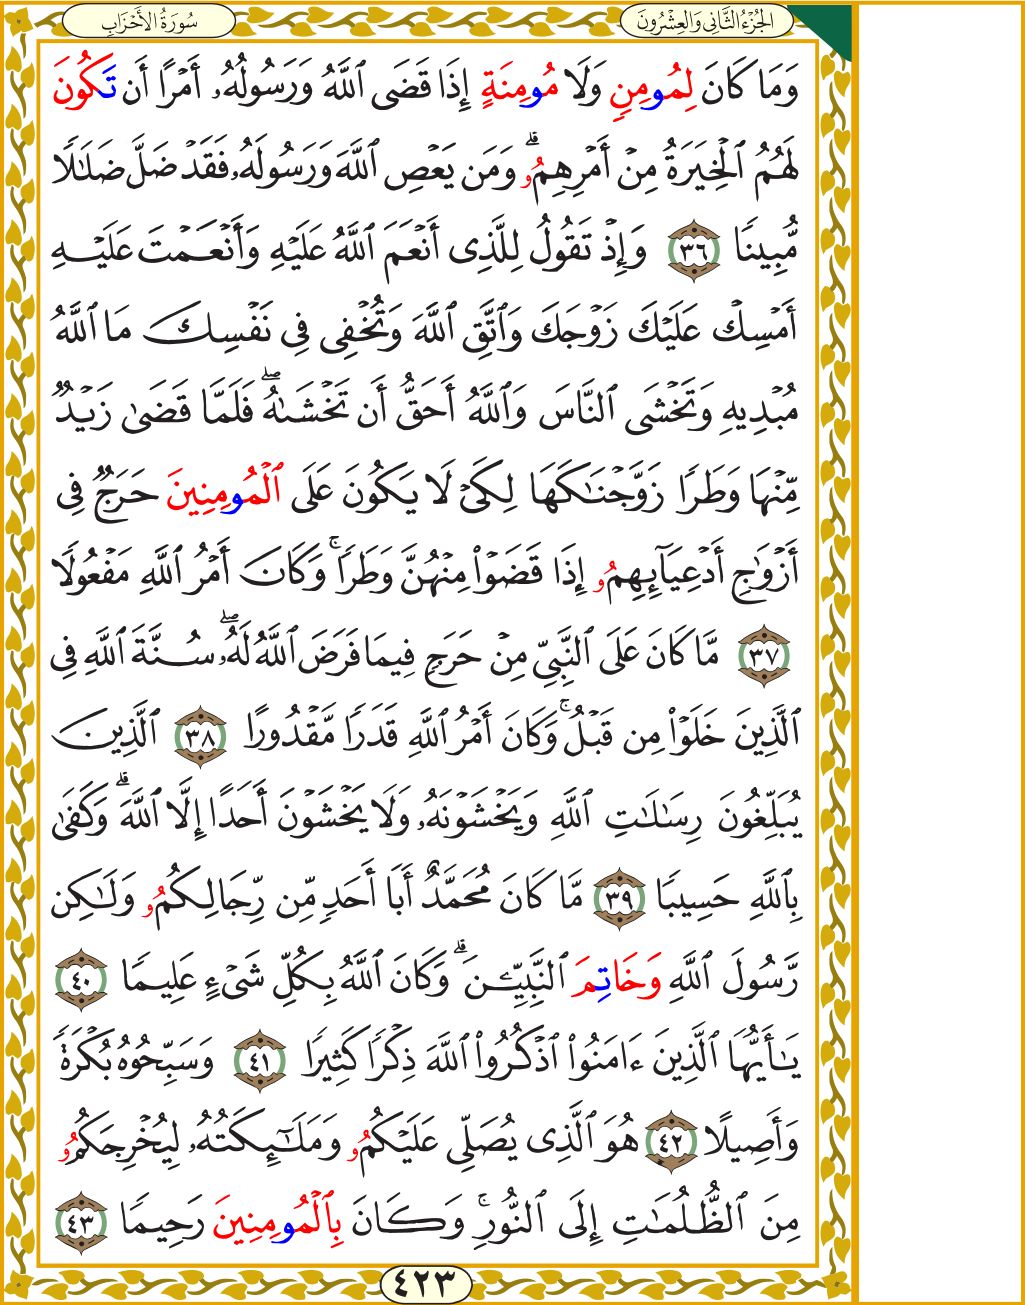 الجُزْءُ الثَّانِي وَالعِشْرُونَ
سُورَةُ الأَحْزَابِ
وَمَا كَانَ لِمُومِنٖ وَلَا مُومِنَةٍ إِذَا قَضَى ٱللَّهُ وَرَسُولُهُۥ أَمۡرًا أَن تَكُونَ
لَهُمُ ٱلۡخِيَرَةُ مِنۡ أَمۡرِهِمُۥۗ وَمَن يَعۡصِ ٱللَّهَ وَرَسُولَهُۥ فَقَدۡ ضَلَّ ضَلَٰلٗا
مُّبِينٗا ٣٦ وَإِذۡ تَقُولُ لِلَّذِي أَنۡعَمَ ٱللَّهُ عَلَيۡهِ وَأَنۡعَمۡتَ عَلَيۡهِ
أَمۡسِكۡ عَلَيۡكَ زَوۡجَكَ وَٱتَّقِ ٱللَّهَ وَتُخۡفِي فِي نَفۡسِكَ مَا ٱللَّهُ
مُبۡدِيهِ وَتَخۡشَى ٱلنَّاسَ وَٱللَّهُ أَحَقُّ أَن تَخۡشَىٰهُۖ فَلَمَّا قَضَىٰ زَيۡدٞ
مِّنۡهَا وَطَرٗا زَوَّجۡنَٰكَهَا لِكَيۡ لَا يَكُونَ عَلَى ٱلۡمُومِنِينَ حَرَجٞ فِيٓ
أَزۡوَٰجِ أَدۡعِيَآئِهِمُۥ إِذَا قَضَوۡاْ مِنۡهُنَّ وَطَرٗاۚ وَكَانَ أَمۡرُ ٱللَّهِ مَفۡعُولٗا
٣٧ مَّا كَانَ عَلَى ٱلنَّبِيِّ مِنۡ حَرَجٖ فِيمَا فَرَضَ ٱللَّهُ لَهُۥۖ سُنَّةَ ٱللَّهِ فِي
ٱلَّذِينَ خَلَوۡاْ مِن قَبۡلُۚ وَكَانَ أَمۡرُ ٱللَّهِ قَدَرٗا مَّقۡدُورًا ٣٨ ٱلَّذِينَ
يُبَلِّغُونَ رِسَٰلَٰتِ ٱللَّهِ وَيَخۡشَوۡنَهُۥ وَلَا يَخۡشَوۡنَ أَحَدًا إِلَّا ٱللَّهَۗ وَكَفَىٰ
بِٱللَّهِ حَسِيبٗا ٣٩ مَّا كَانَ مُحَمَّدٌ أَبَآ أَحَدٖ مِّن رِّجَالِكُمُۥ وَلَٰكِن
رَّسُولَ ٱللَّهِ وَخَاتِمَ ٱلنَّبِيِّـۧنَۗ وَكَانَ ٱللَّهُ بِكُلِّ شَيۡءٍ عَلِيمٗا ٤٠
يَٰٓأَيُّهَا ٱلَّذِينَ ءَامَنُواْ ٱذۡكُرُواْ ٱللَّهَ ذِكۡرٗا كَثِيرٗا ٤١ وَسَبِّحُوهُ بُكۡرَةٗ
وَأَصِيلًا ٤٢ هُوَ ٱلَّذِي يُصَلِّي عَلَيۡكُمُۥ وَمَلَٰٓئِكَتُهُۥ لِيُخۡرِجَكُمُۥ
مِنَ ٱلظُّلُمَٰتِ إِلَى ٱلنُّورِۚ وَكَانَ بِٱلۡمُومِنِينَ رَحِيمٗا ٤٣
٤٢٣